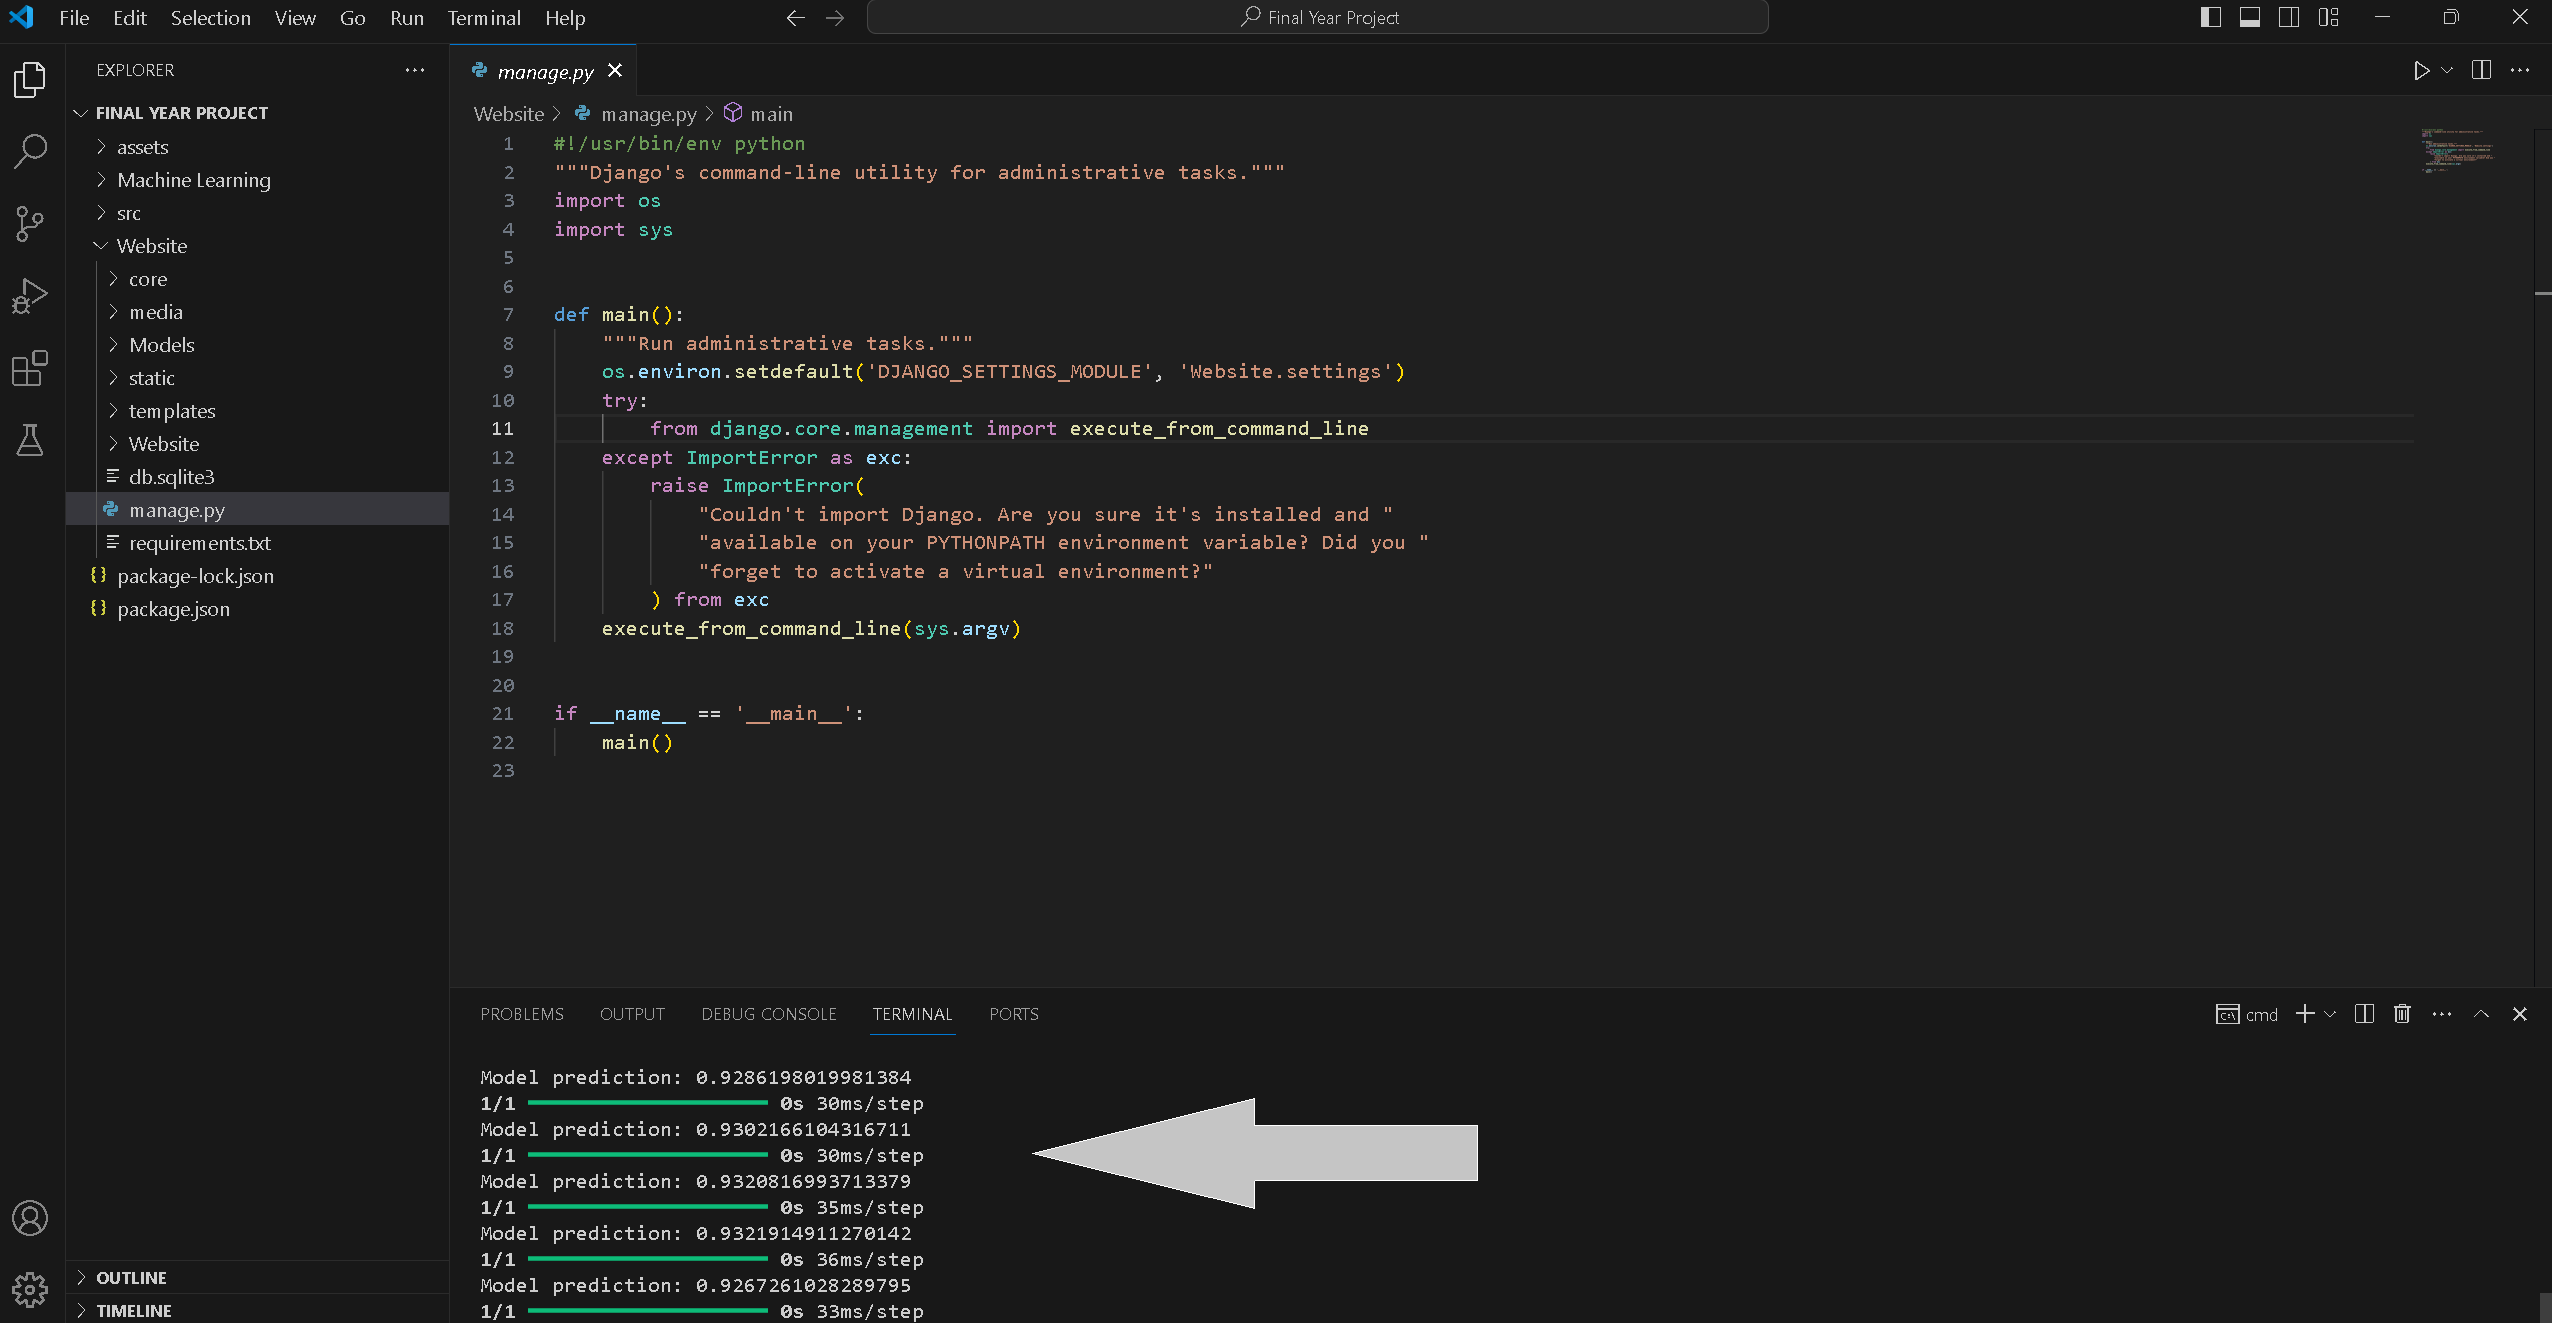 File Edit Selection View Go Run Terminal Help
Final Year Project
EXPLORER
FINAL YEAR PROJECT
assets
Machine Learning
src
Website
core
media
Models
static
templates
Website
db.sqlite3
manage.py
requirements.txt
package-lock.json
package.json
OUTLINE
TIMELINE
manage.py
Website > manage.py > main
1 #!/usr/bin/env python
2 """Django's command-line utility for administrative tasks."""
3 import os
4 import sys
5
6
7 def main():
8 """Run administrative tasks."""
9 os.environ.setdefault('DJANGO_SETTINGS_MODULE', 'Website.settings')
10 try:
11 from django.core.management import execute_from_command_line
12 except ImportError as exc:
13 raise ImportError(
14 "Couldn't import Django. Are you sure it's installed and "
15 "available on your PYTHONPATH environment variable? Did you "
16 "forget to activate a virtual environment?"
17 ) from exc
18 execute_from_command_line(sys.argv)
19
20
21 if __name__ == '__main__':
22 main()
23
PROBLEMS OUTPUT DEBUG CONSOLE TERMINAL PORTS
cmd
Model prediction: 0.9286198019981384
1/1 0s 30ms/step
Model prediction: 0.9302166104316711
1/1 0s 30ms/step
Model prediction: 0.9320816993713379
1/1 0s 35ms/step
Model prediction: 0.9321914911270142
1/1 0s 36ms/step
Model prediction: 0.9267261028289795
1/1 0s 33ms/step